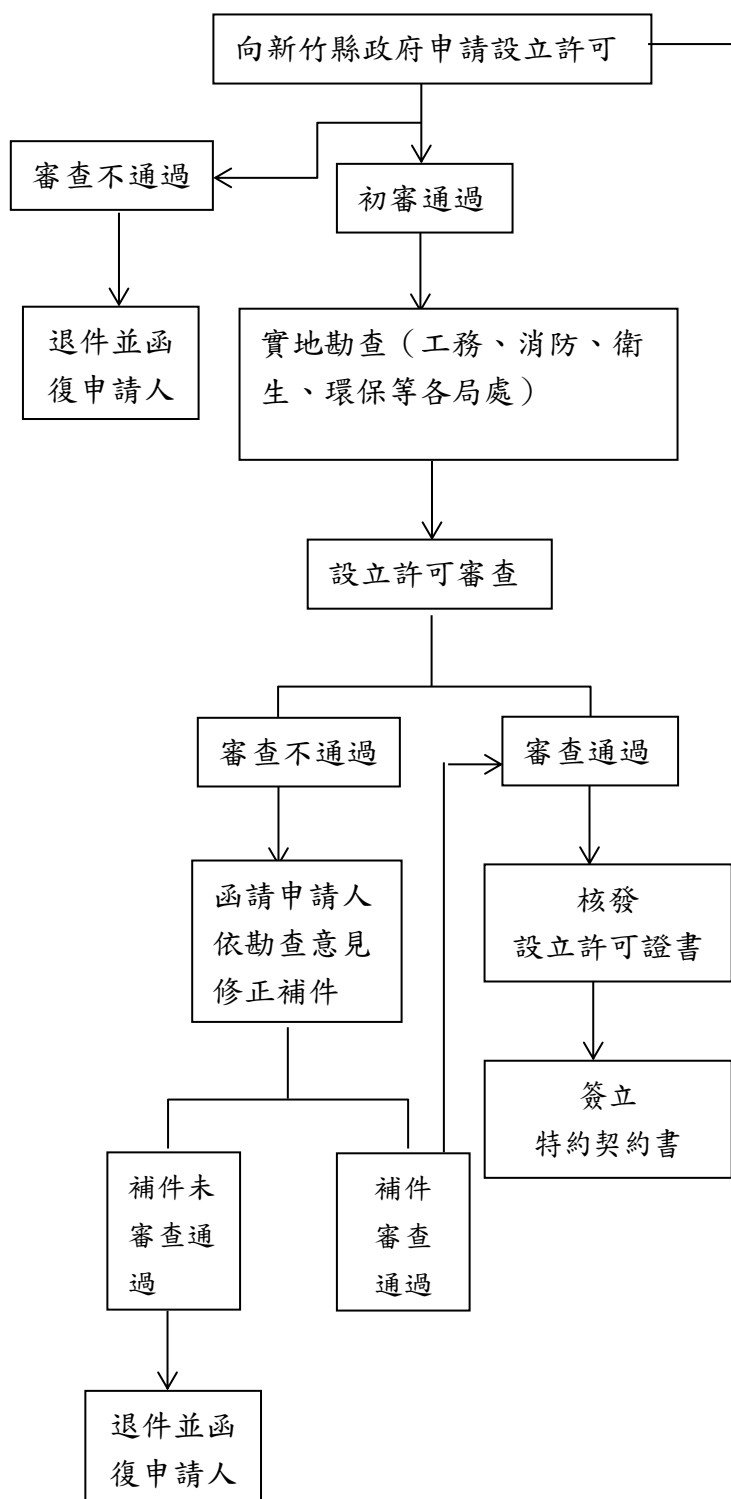 向新竹縣政府申請設立許可
審查不通過
初審通過
退件並函
復申請人
實地勘查（工務、消防、衛
生、環保等各局處）
設立許可審查
審查不通過
審查通過
函請申請人
依勘查意見
修正補件
核發
設立許可證書
簽立
特約契約書
補件未
審查通
過
補件
審查
通過
退件並函
復申請人